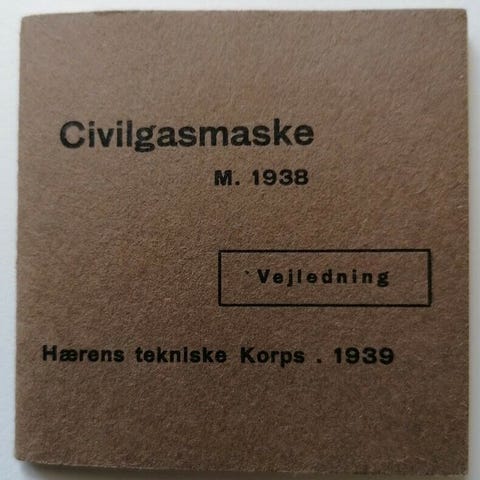 Civilgasmaske
M. 1938
Vejledning
Hærens tekniske Korps . 1939